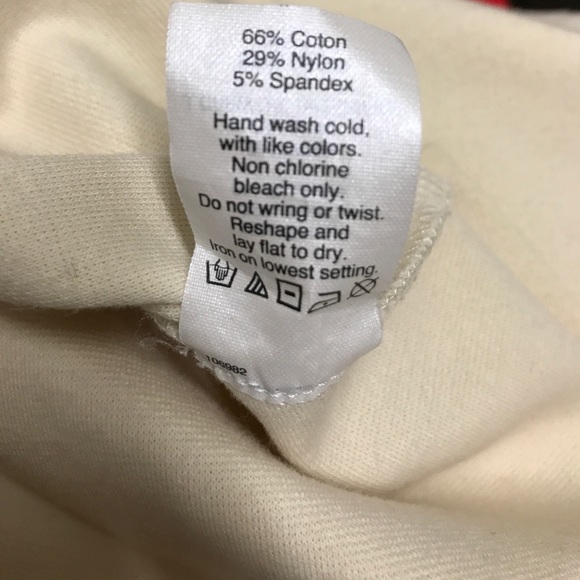 66% Coton
29% Nylon
5% Spandex
Hand wash cold,
with like colors.
Non chlorine
bleach only.
Do not wring or twist.
Reshape and
lay flat to dry.
Iron on lowest setting.
106982